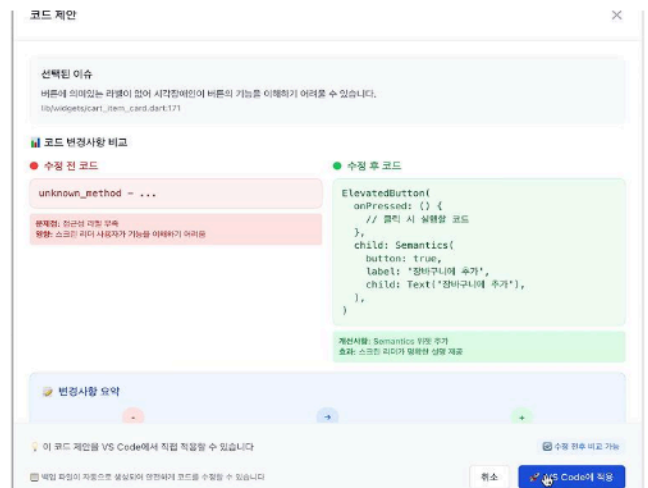 코드 제안
선택된 이슈
버튼에 의미있는 라벨이 없어 시각장애인이 버튼의 기능을 이해하기 어려울 수 있습니다.
lib/widgets/cart_item_card.dart:171
코드 변경사항 비교
수정 전 코드
unknown_method - ...
문제점: 접근성 라벨 부족
영향: 스크린 리더 사용자가 기능을 이해하기 어려움
수정 후 코드
ElevatedButton(
onPressed: () {
// 클릭 시 실행할 코드
},
child: Semantics(
button: true,
label: '장바구니에 추가',
child: Text('장바구니에 추가'),
),
)
개선사항: Semantics 위젯 추가
효과: 스크린 리더가 명확한 설명 제공
변경사항 요약
-
→
+
이 코드 제안을 VS Code에서 직접 적용할 수 있습니다
수정 전후 비교 가능
백업 파일이 자동으로 생성되어 안전하게 코드를 수정할 수 있습니다
취소
VS Code에 적용